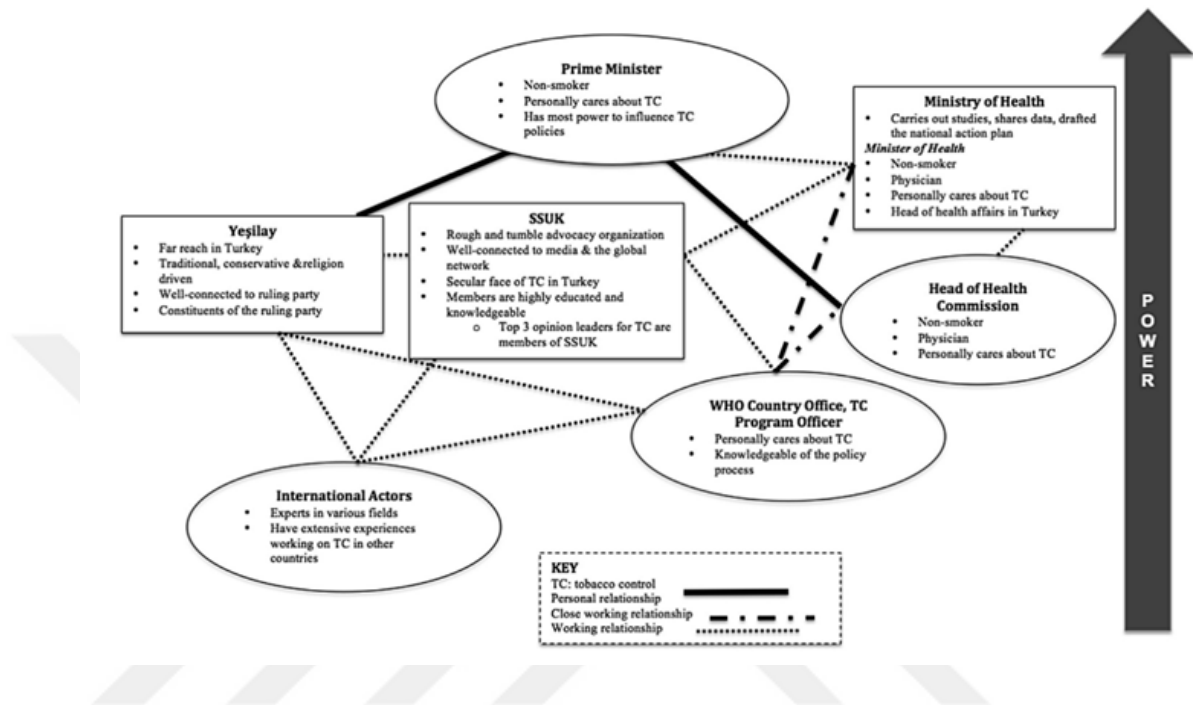 Prime Minister
▪ Non-smoker
▪ Personally cares about TC
▪ Has most power to influence TC
policies
Ministry of Health
▪ Carries out studies, shares data, drafted
the national action plan
Minister of Health
▪ Non-smoker
▪ Physician
▪ Personally cares about TC
▪ Head of health affairs in Turkey
Yeşilay
▪ Far reach in Turkey
▪ Traditional, conservative &religion
driven
▪ Well-connected to ruling party
▪ Constituents of the ruling party
SSUK
▪ Rough and tumble advocacy organization
▪ Well-connected to media & the global
network
▪ Secular face of TC in Turkey
▪ Members are highly educated and
knowledgeable
o Top 3 opinion leaders for TC are
members of SSUK
Head of Health
Commission
▪ Non-smoker
▪ Physician
▪ Personally cares about TC
WHO Country Office, TC
Program Officer
▪ Personally cares about TC
▪ Knowledgeable of the policy
process
International Actors
▪ Experts in various fields
▪ Have extensive experiences
working on TC in other
countries
KEY
TC: tobacco control
Personal relationship
Close working relationship
Working relationship
POWER